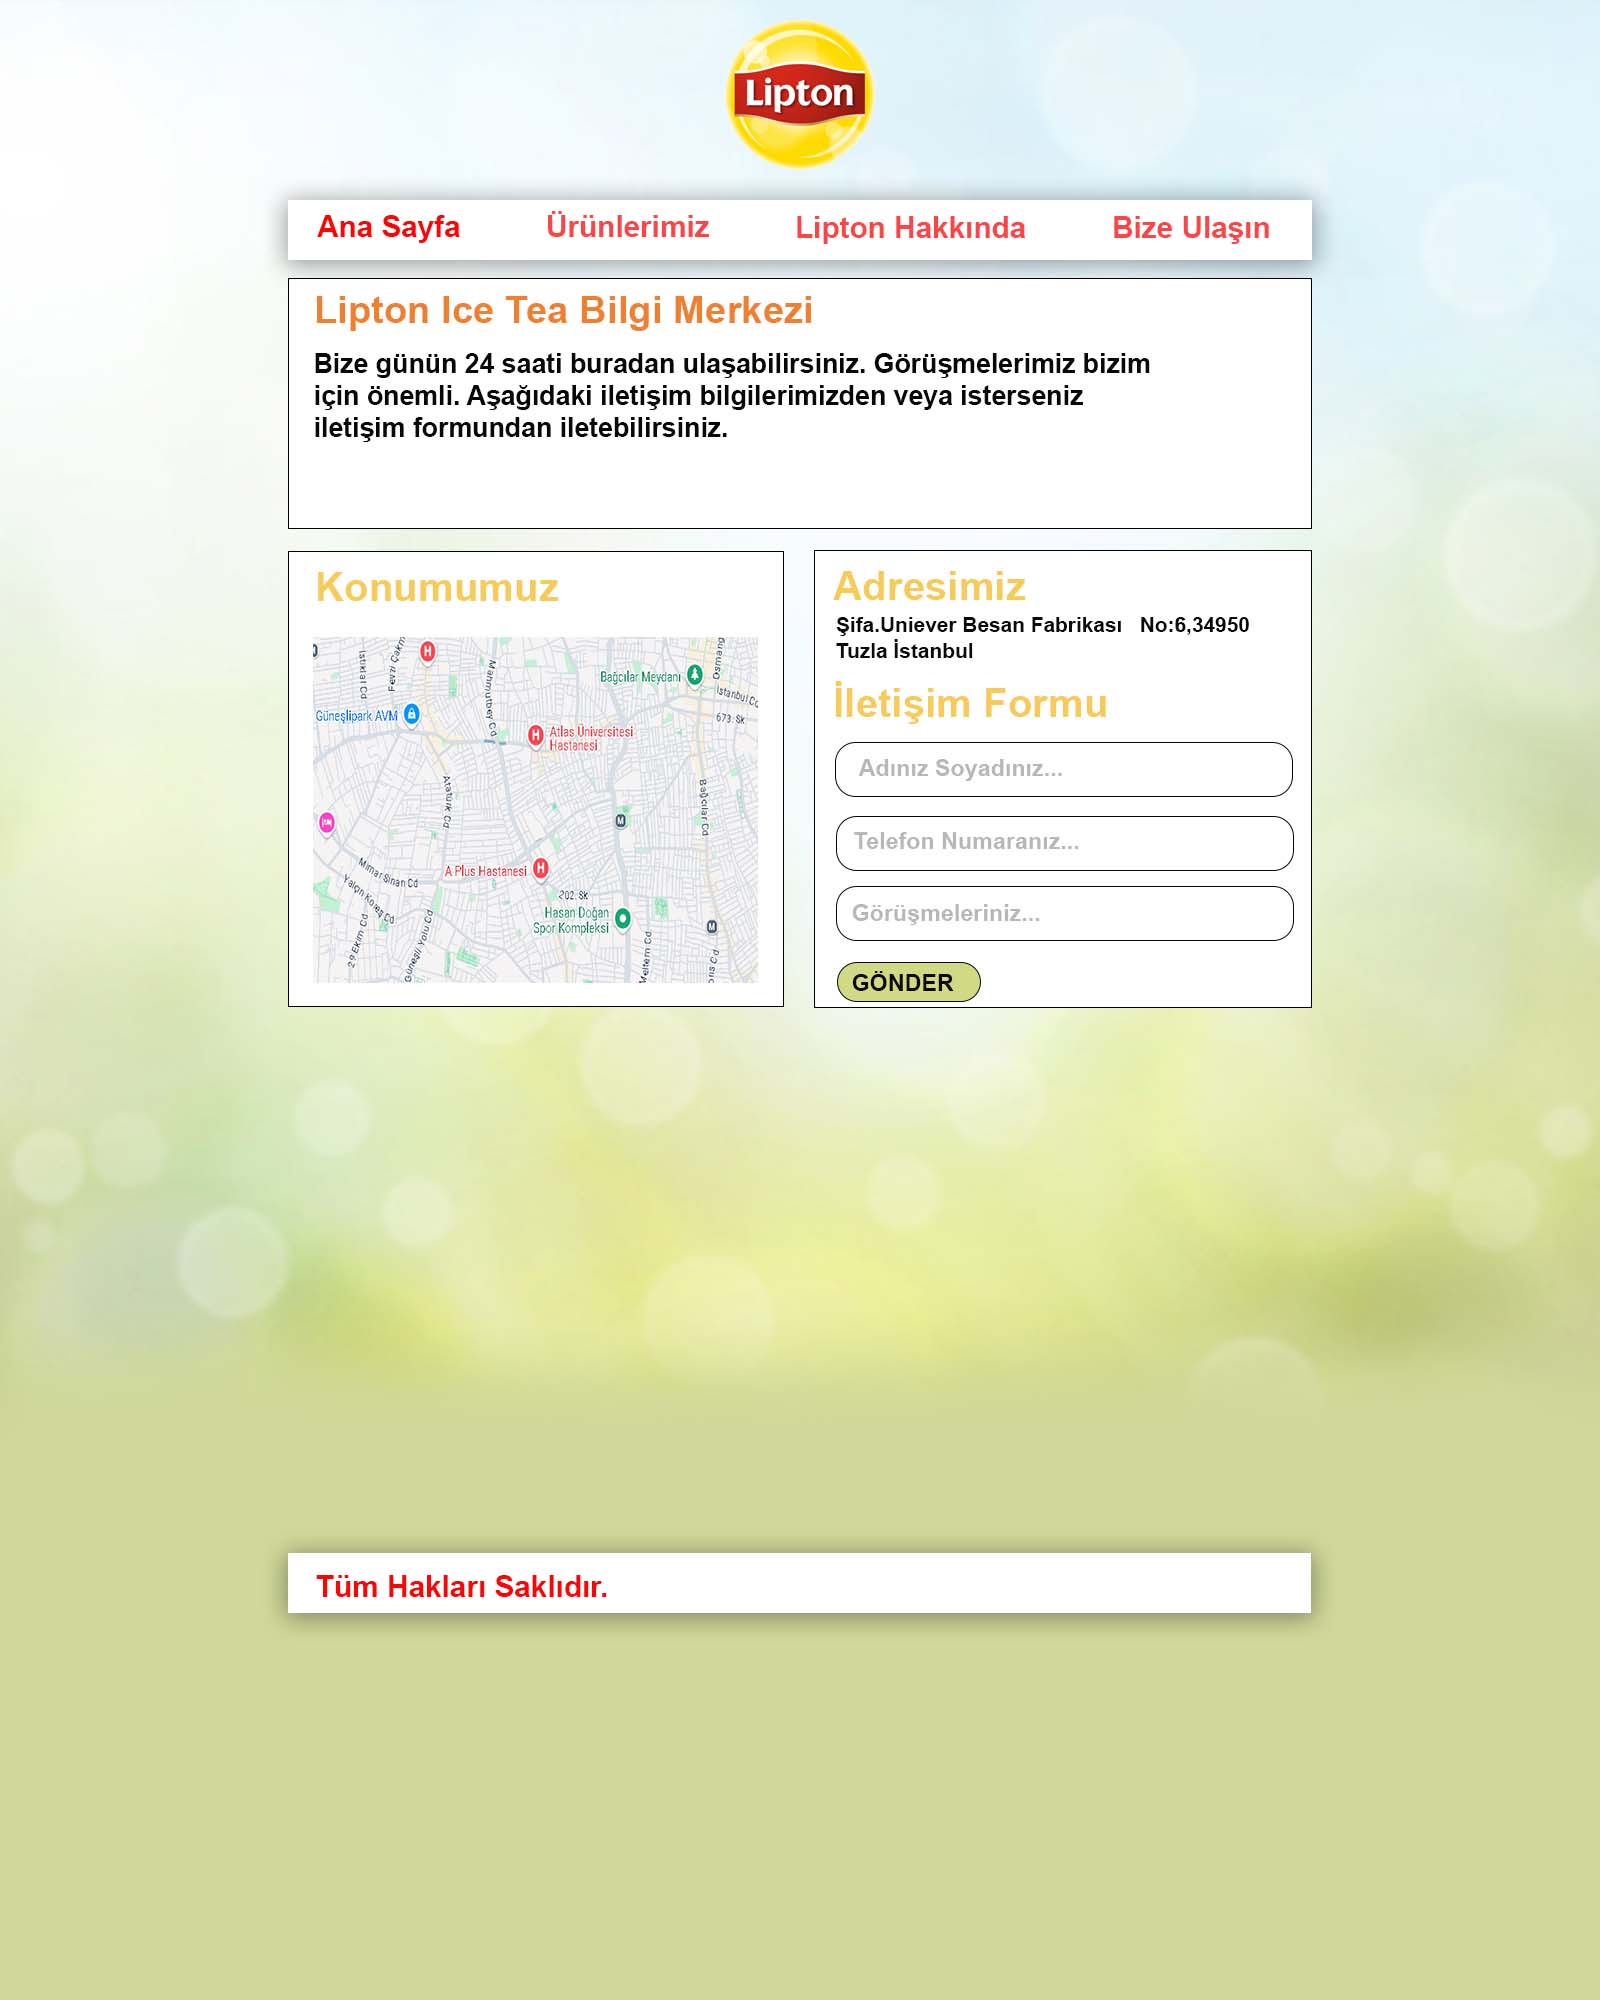 Lipton
Ana Sayfa Ürünlerimiz Lipton Hakkında Bize Ulaşın
Lipton Ice Tea Bilgi Merkezi
Bize günün 24 saati buradan ulaşabilirsiniz. Görüşmelerimiz bizim
için önemli. Aşağıdaki iletişim bilgilerimizden veya isterseniz
iletişim formundan iletebilirsiniz.
Konumumuz
İstiklal Cd
Fevzi Çakm
Mahmutbey Cd
Bağcılar Meydanı
Osmang
İstanbul Cd
673. Sk
Güneşlipark AVM
Atlas Üniversitesi
Hastanesi
Atatürk Cd
Bağcılar Cd
Mimar Sinan Cd
Yalçın Koreş Cd
A Plus Hastanesi
202. Sk
Hasan Doğan
Spor Kompleksi
29 Ekim Cd
Güneşli Yolu Cd
Meltem Cd
oris Cd
Adresimiz
Şifa.Uniever Besan Fabrikası No:6,34950
Tuzla İstanbul
İletişim Formu
Adınız Soyadınız...
Telefon Numaranız...
Görüşmeleriniz...
GÖNDER
Tüm Hakları Saklıdır.